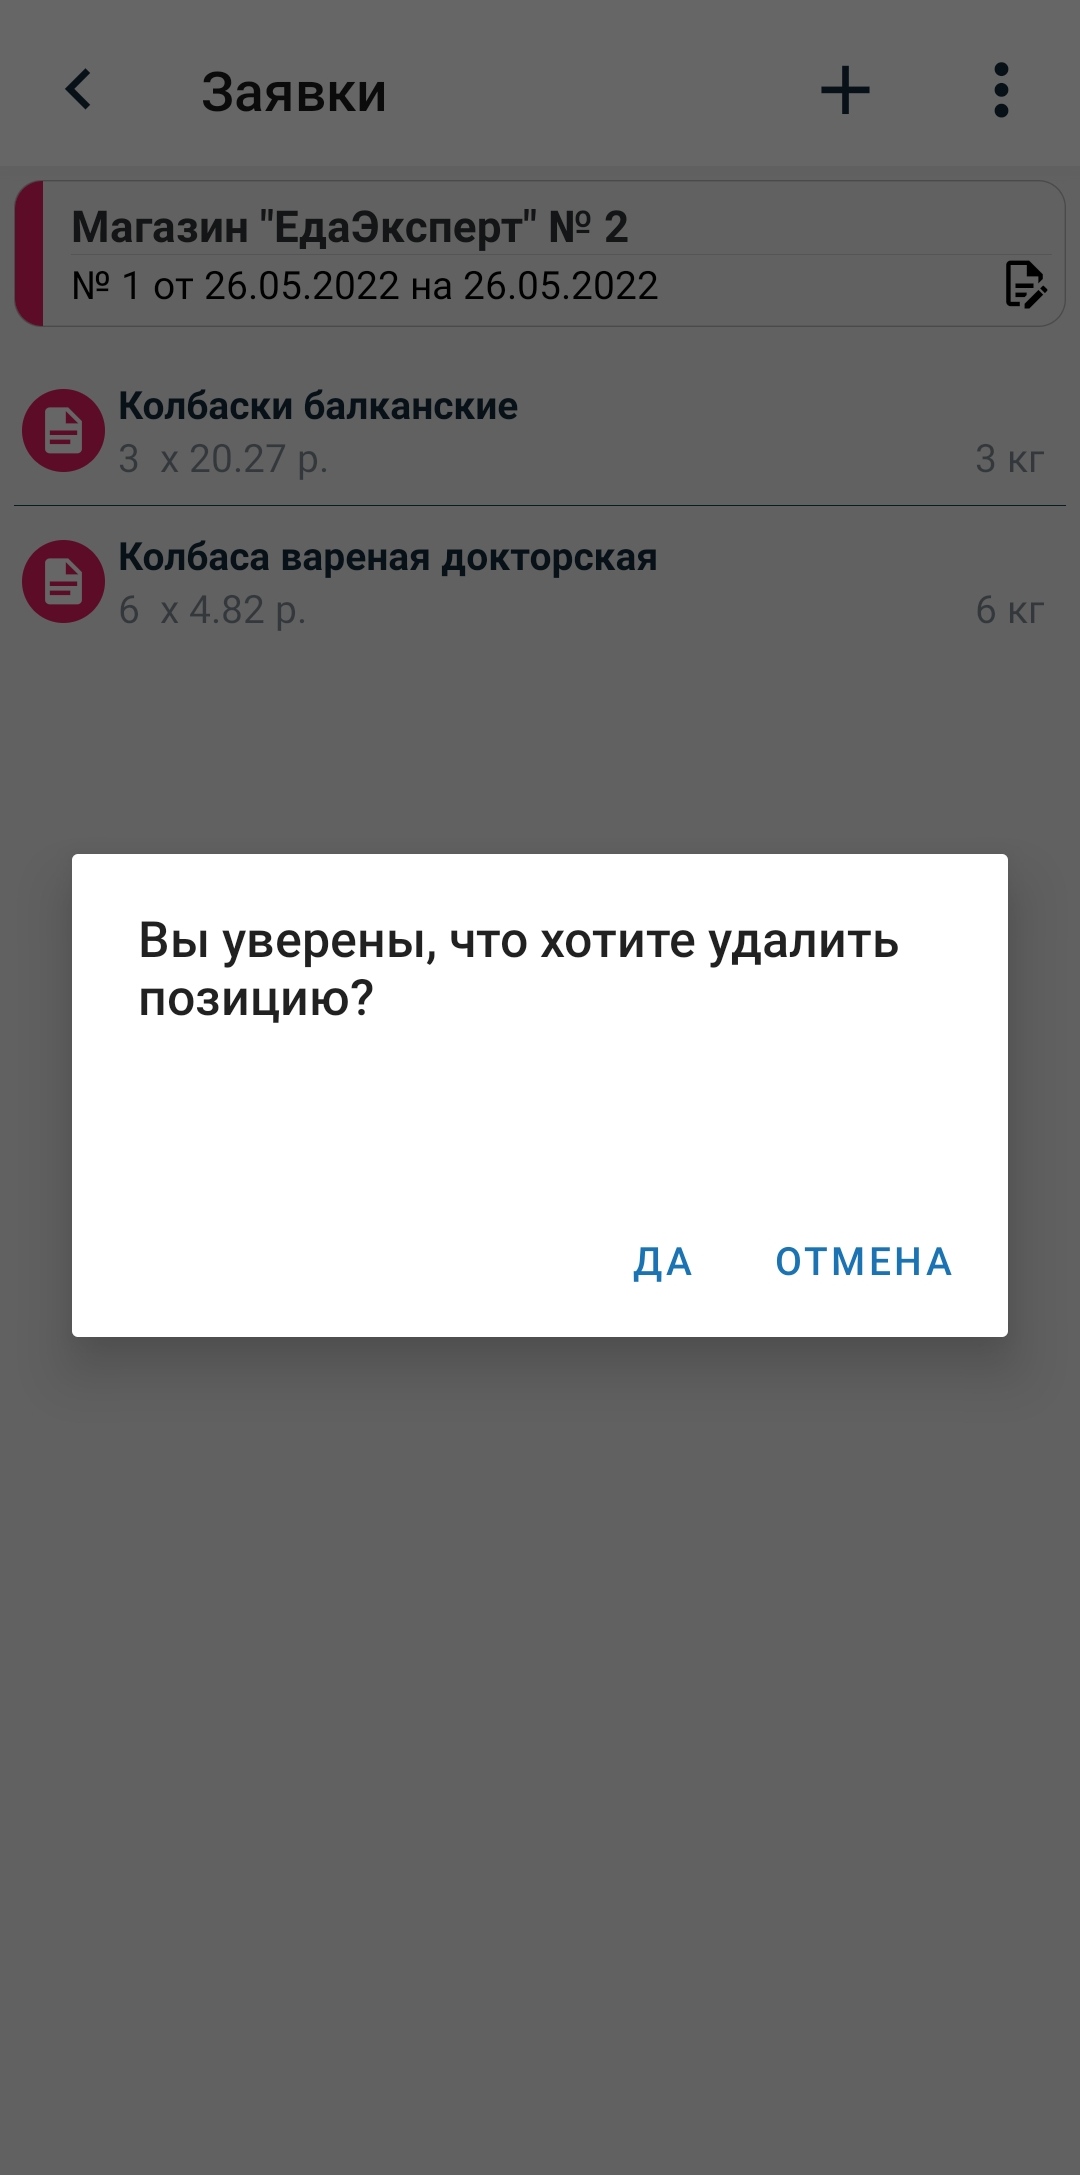 Заявки
Магазин "ЕдаЭксперт" № 2
№ 1 от 26.05.2022 на 26.05.2022
Колбаски балканские
3 x 20.27 р.
3 кг
Колбаса вареная докторская
6 x 4.82 р.
6 кг
Вы уверены, что хотите удалить
позицию?
ДА
ОТМЕНА